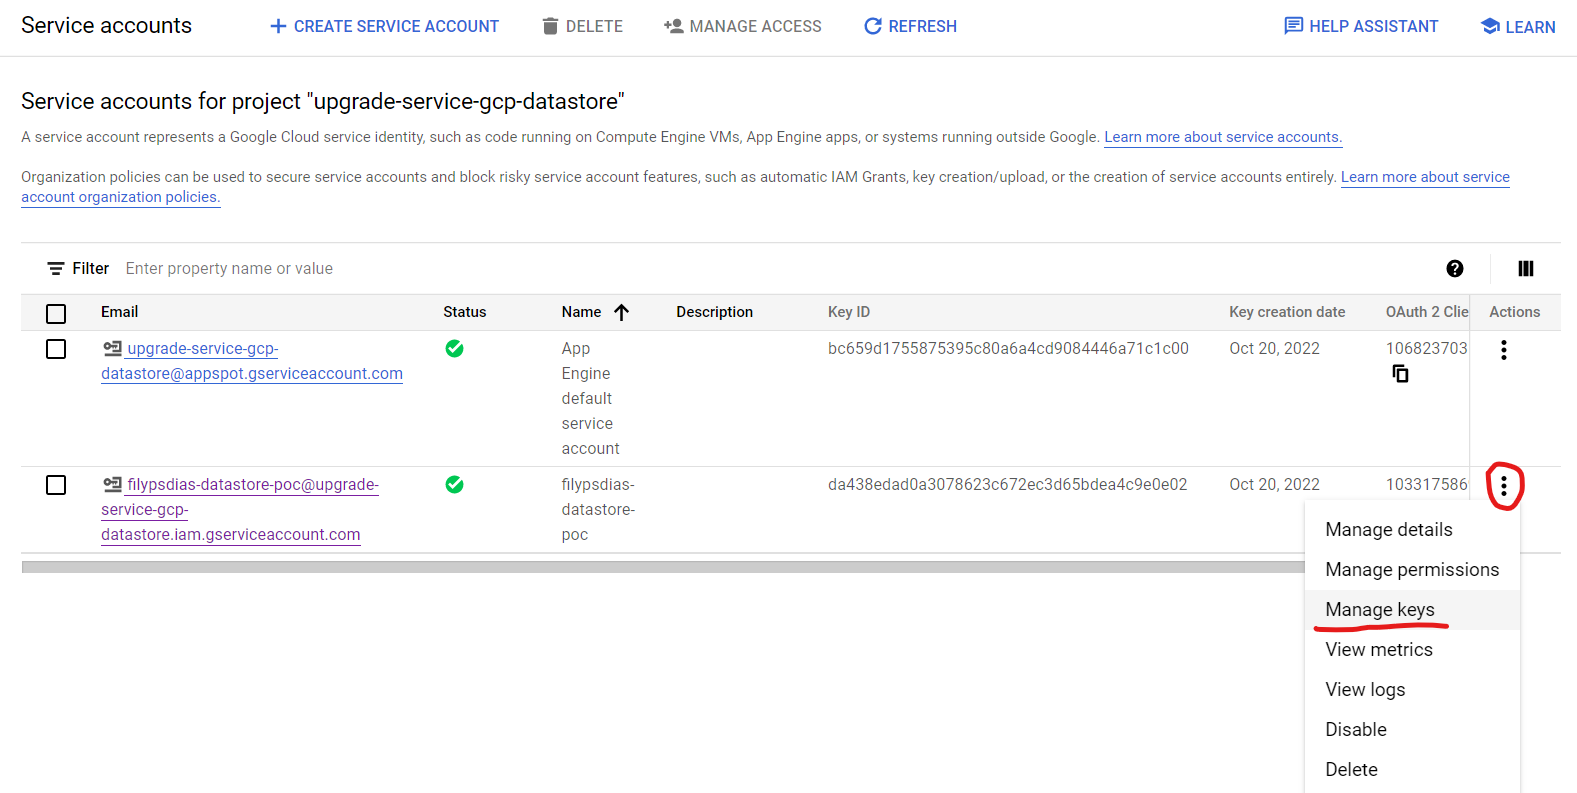 Service accounts
CREATE SERVICE ACCOUNT
DELETE
MANAGE ACCESS
REFRESH
HELP ASSISTANT
LEARN
Service accounts for project "upgrade-service-gcp-datastore"
A service account represents a Google Cloud service identity, such as code running on Compute Engine VMs, App Engine apps, or systems running outside Google. Learn more about service accounts.
Organization policies can be used to secure service accounts and block risky service account features, such as automatic IAM Grants, key creation/upload, or the creation of service accounts entirely. Learn more about service
account organization policies.
Filter Enter property name or value
Email Status Name Description Key ID Key creation date OAuth 2 Clie Actions
upgrade-service-gcp-
datastore@appspot.gserviceaccount.com
App
Engine
default
service
account
bc659d1755875395c80a6a4cd9084446a71c1c00
Oct 20, 2022
106823703
filypsdias-datastore-poc@upgrade-
service-gcp-
datastore.iam.gserviceaccount.com
filypsdias-
datastore-
poc
da438edad0a3078623c672ec3d65bdea4c9e0e02
Oct 20, 2022
103317586
Manage details
Manage permissions
Manage keys
View metrics
View logs
Disable
Delete